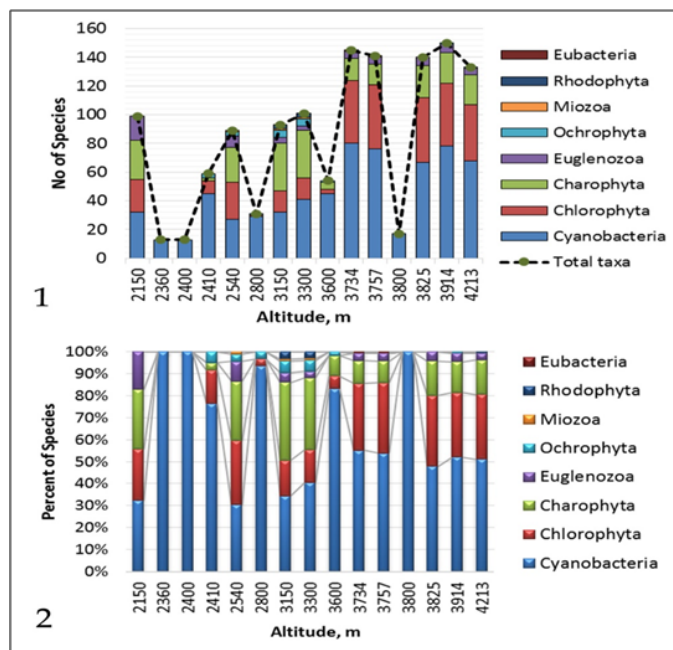 160
140
120
100
80
60
40
20
0
No of Species
2150 2360 2400 2410 2540 2800 3150 3300 3600 3734 3757 3800 3825 3914 4213
Altitude, m
Eubacteria
Rhodophyta
Miozoa
Ochrophyta
Euglenozoa
Charophyta
Chlorophyta
Cyanobacteria
Total taxa
1
100%
90%
80%
70%
60%
50%
40%
30%
20%
10%
0%
Percent of Species
2150 2360 2400 2410 2540 2800 3150 3300 3600 3734 3757 3800 3825 3914 4213
Altitude, m
Eubacteria
Rhodophyta
Miozoa
Ochrophyta
Euglenozoa
Charophyta
Chlorophyta
Cyanobacteria
2